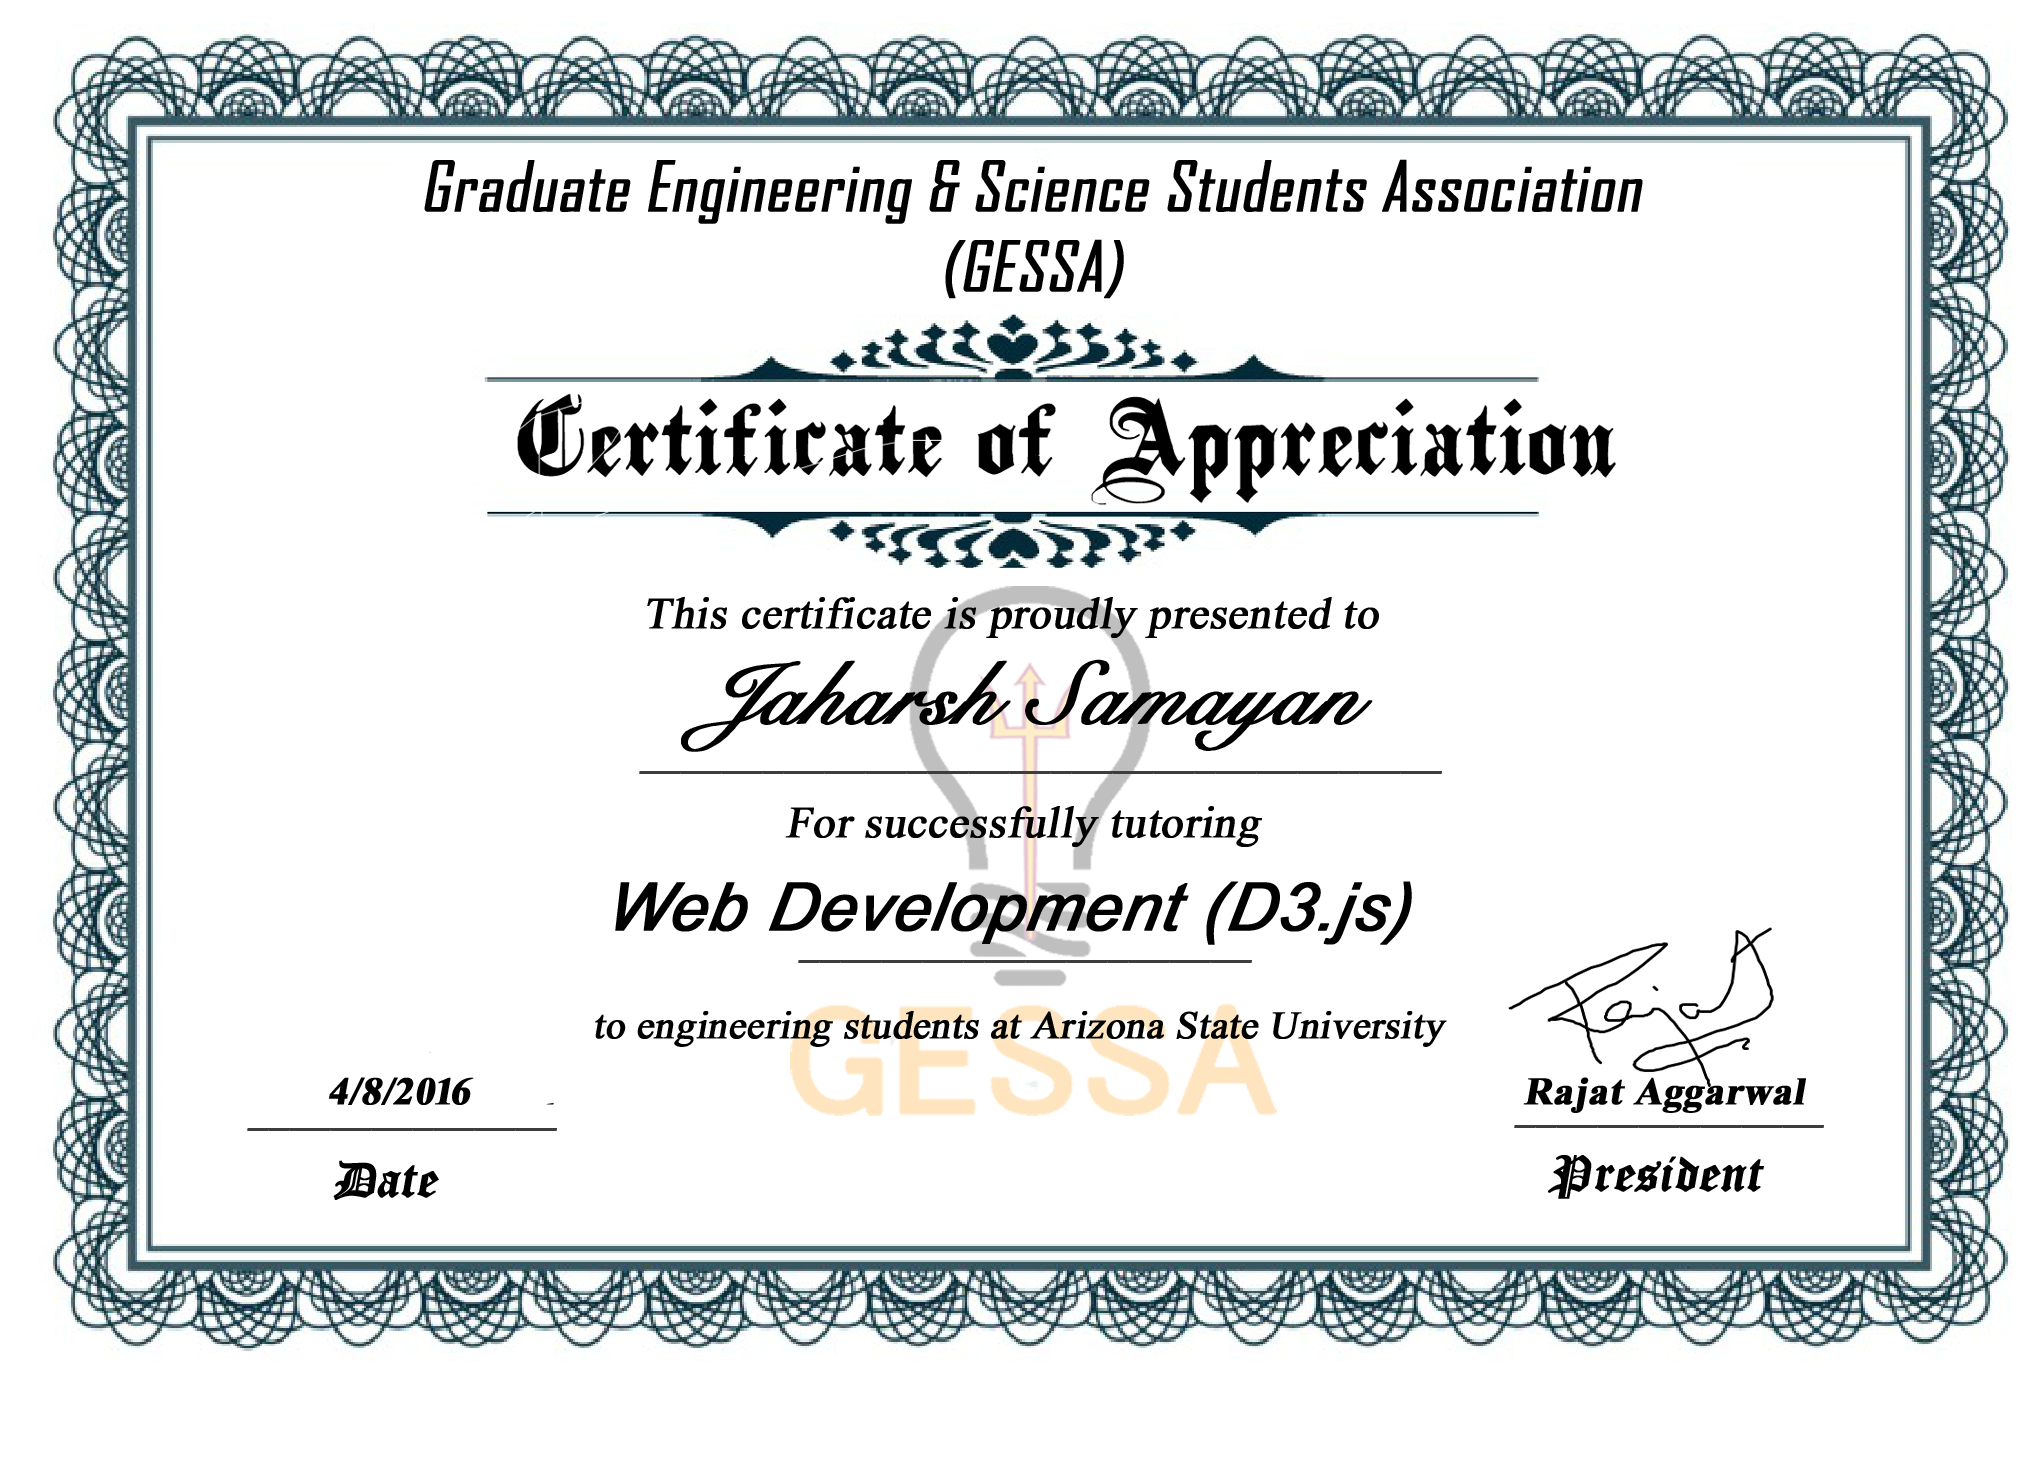 Graduate Engineering & Science Students Association
(GESSA)
Certificate of Appreciation
This certificate is proudly presented to
Jaharsh Samayan
For successfully tutoring
Web Development (D3.js)
to engineering students at Arizona State University
GESSA
4/8/2016
Date
Rajat
Rajat Aggarwal
President